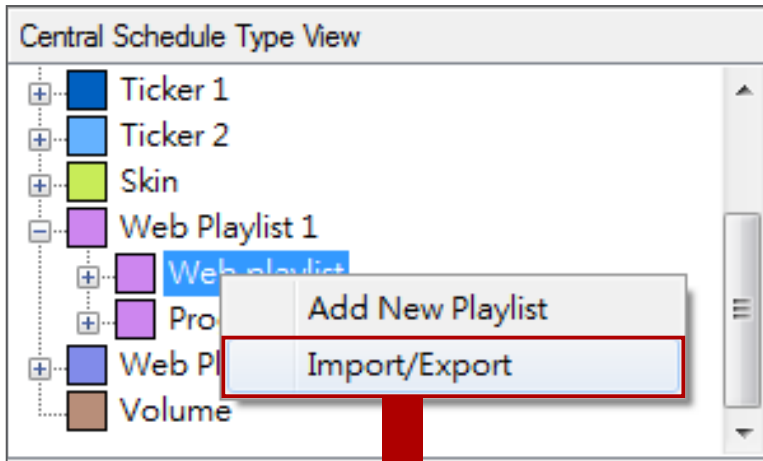 Central Schedule Type View
Ticker 1
Ticker 2
Skin
Web Playlist 1
Web playlist
Add New Playlist
Import/Export
Volume